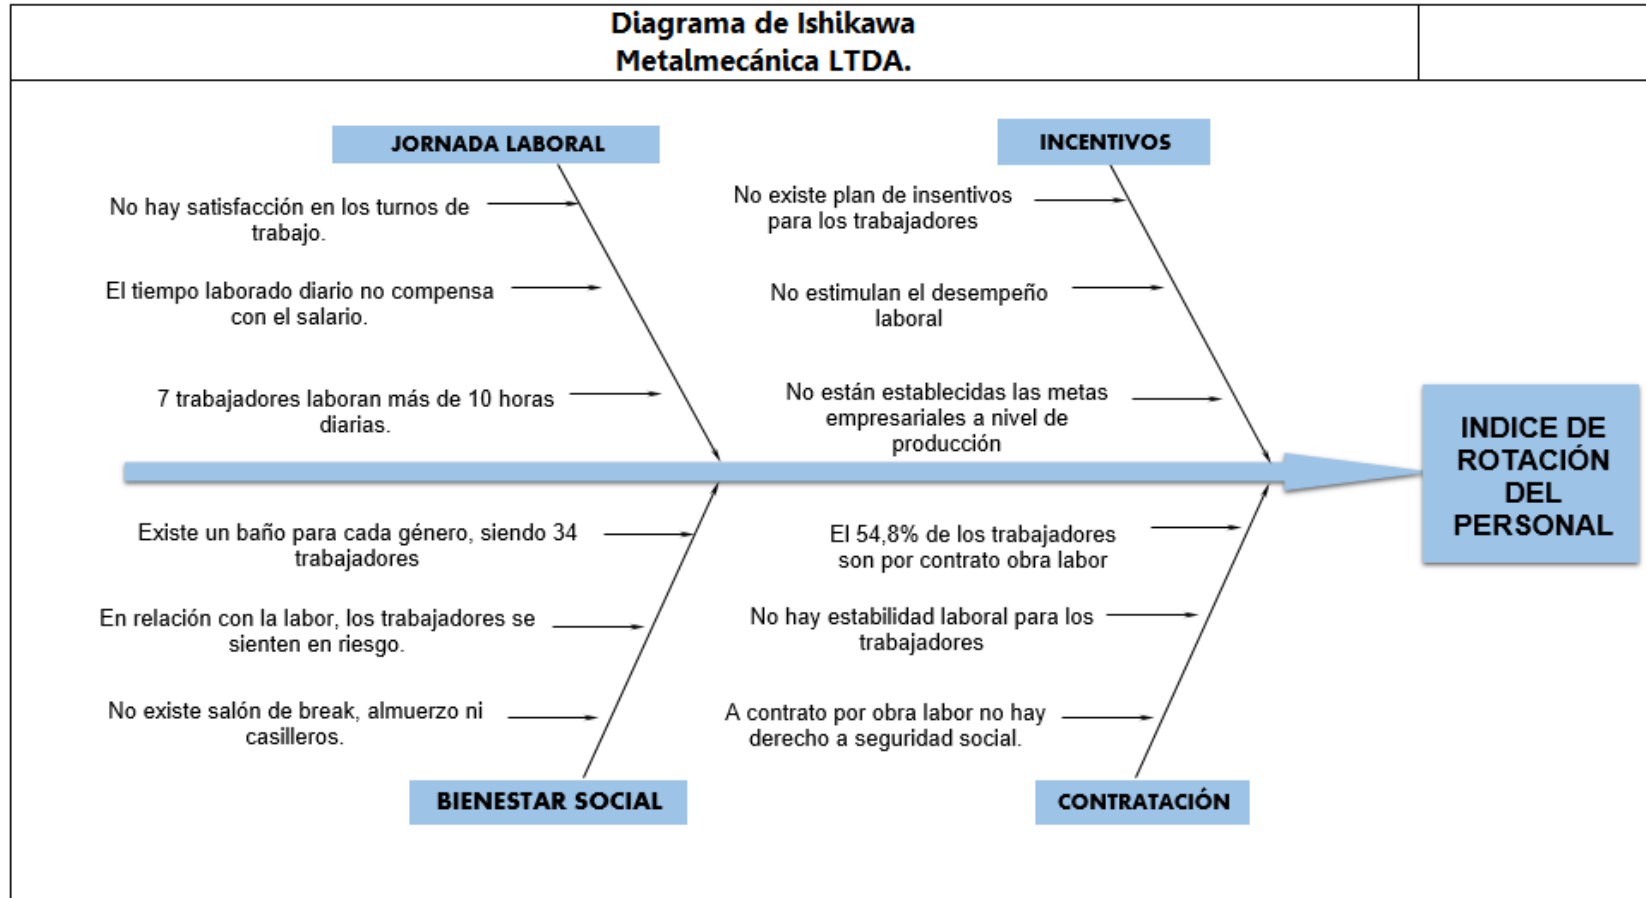 Diagrama de Ishikawa
Metalmecánica LTDA.
JORNADA LABORAL
No hay satisfacción en los turnos de
trabajo.
El tiempo laborado diario no compensa
con el salario.
7 trabajadores laboran más de 10 horas
diarias.
INCENTIVOS
No existe plan de insentivos
para los trabajadores
No estimulan el desempeño
laboral
No están establecidas las metas
empresariales a nivel de
producción
INDICE DE
ROTACIÓN
DEL
PERSONAL
Existe un baño para cada género, siendo 34
trabajadores
En relación con la labor, los trabajadores se
sienten en riesgo.
No existe salón de break, almuerzo ni
casilleros.
BIENESTAR SOCIAL
El 54,8% de los trabajadores
son por contrato obra labor
No hay estabilidad laboral para los
trabajadores
A contrato por obra labor no hay
derecho a seguridad social.
CONTRATACIÓN